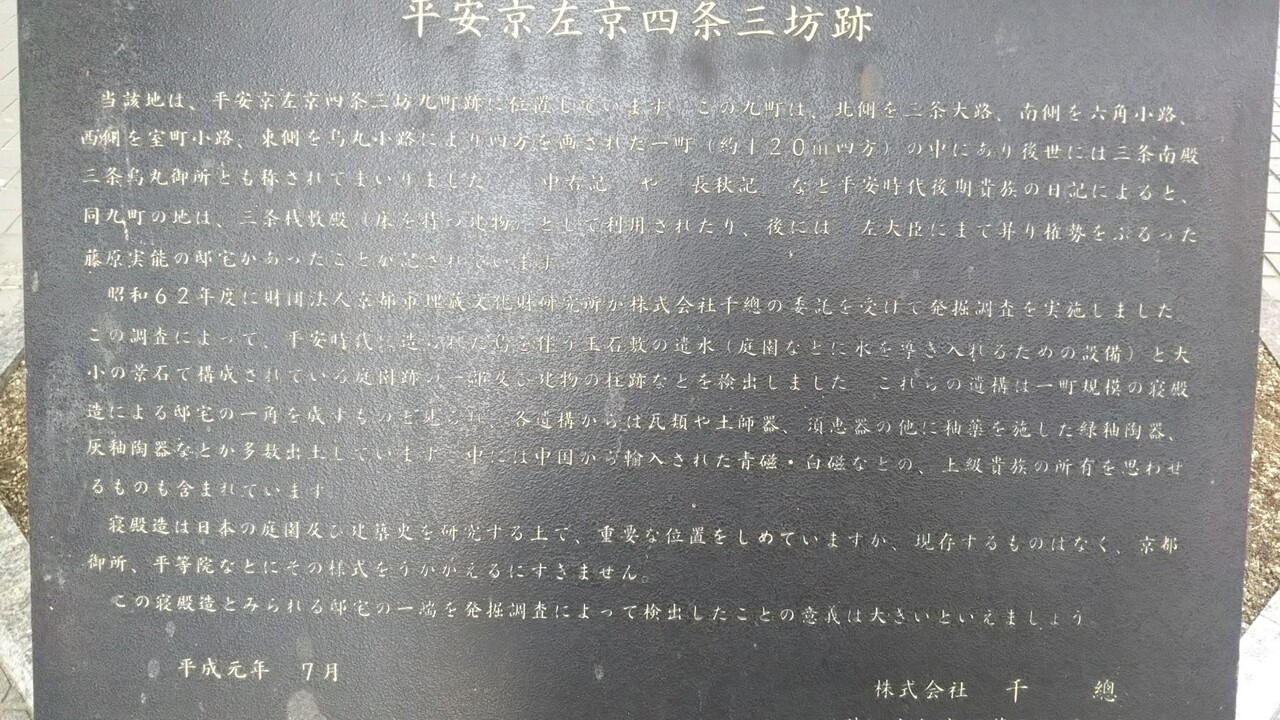 平安京左京四条三坊跡
当該地は、平安京左京四条三坊九町跡に位置しています。この九町は、北側を三条大路、南側を六角小路、
西側を室町小路、東側を烏丸小路により四方を画された一町(約120m四方)の中にあり後世には三条南殿
三条烏丸御所とも称されてまいりました 中右記 や 長秋記 などと平安時代後期貴族の日記によると、
同九町の地は、三条桟敷殿(床を持つ建物)として利用されたり、後には 左大臣にまで昇り権勢をふるった
藤原実能の邸宅があったことが記されています
昭和62年度に財団法人京都市埋蔵文化財研究所が株式会社千總の委託を受けて発掘調査を実施しました
この調査によって、平安時代に造られた島を伴う玉石敷の遣水(庭園などに水を導き入れるための設備)と大
小の景石で構成されている庭園跡の一部及び建物の柱跡などを検出しました これらの遺構は一町規模の寝殿
造による邸宅の一角を成すものと見られ、各遺構からは瓦類や土師器、須恵器の他に釉薬を施した緑釉陶器、
灰釉陶器などが多数出土しています 中には中国から輸入された青磁・白磁などの、上級貴族の所有を思わせ
るものも含まれています
寝殿造は日本の庭園及び建築史を研究する上で、重要な位置をしめていますが、現存するものはなく、京都
御所、平等院などにその様式をうかがえるにすぎません。
この寝殿造とみられる邸宅の一端を発掘調査によって検出したことの意義は大きいといえましょう
平成元年 7月
株式会社 千 總